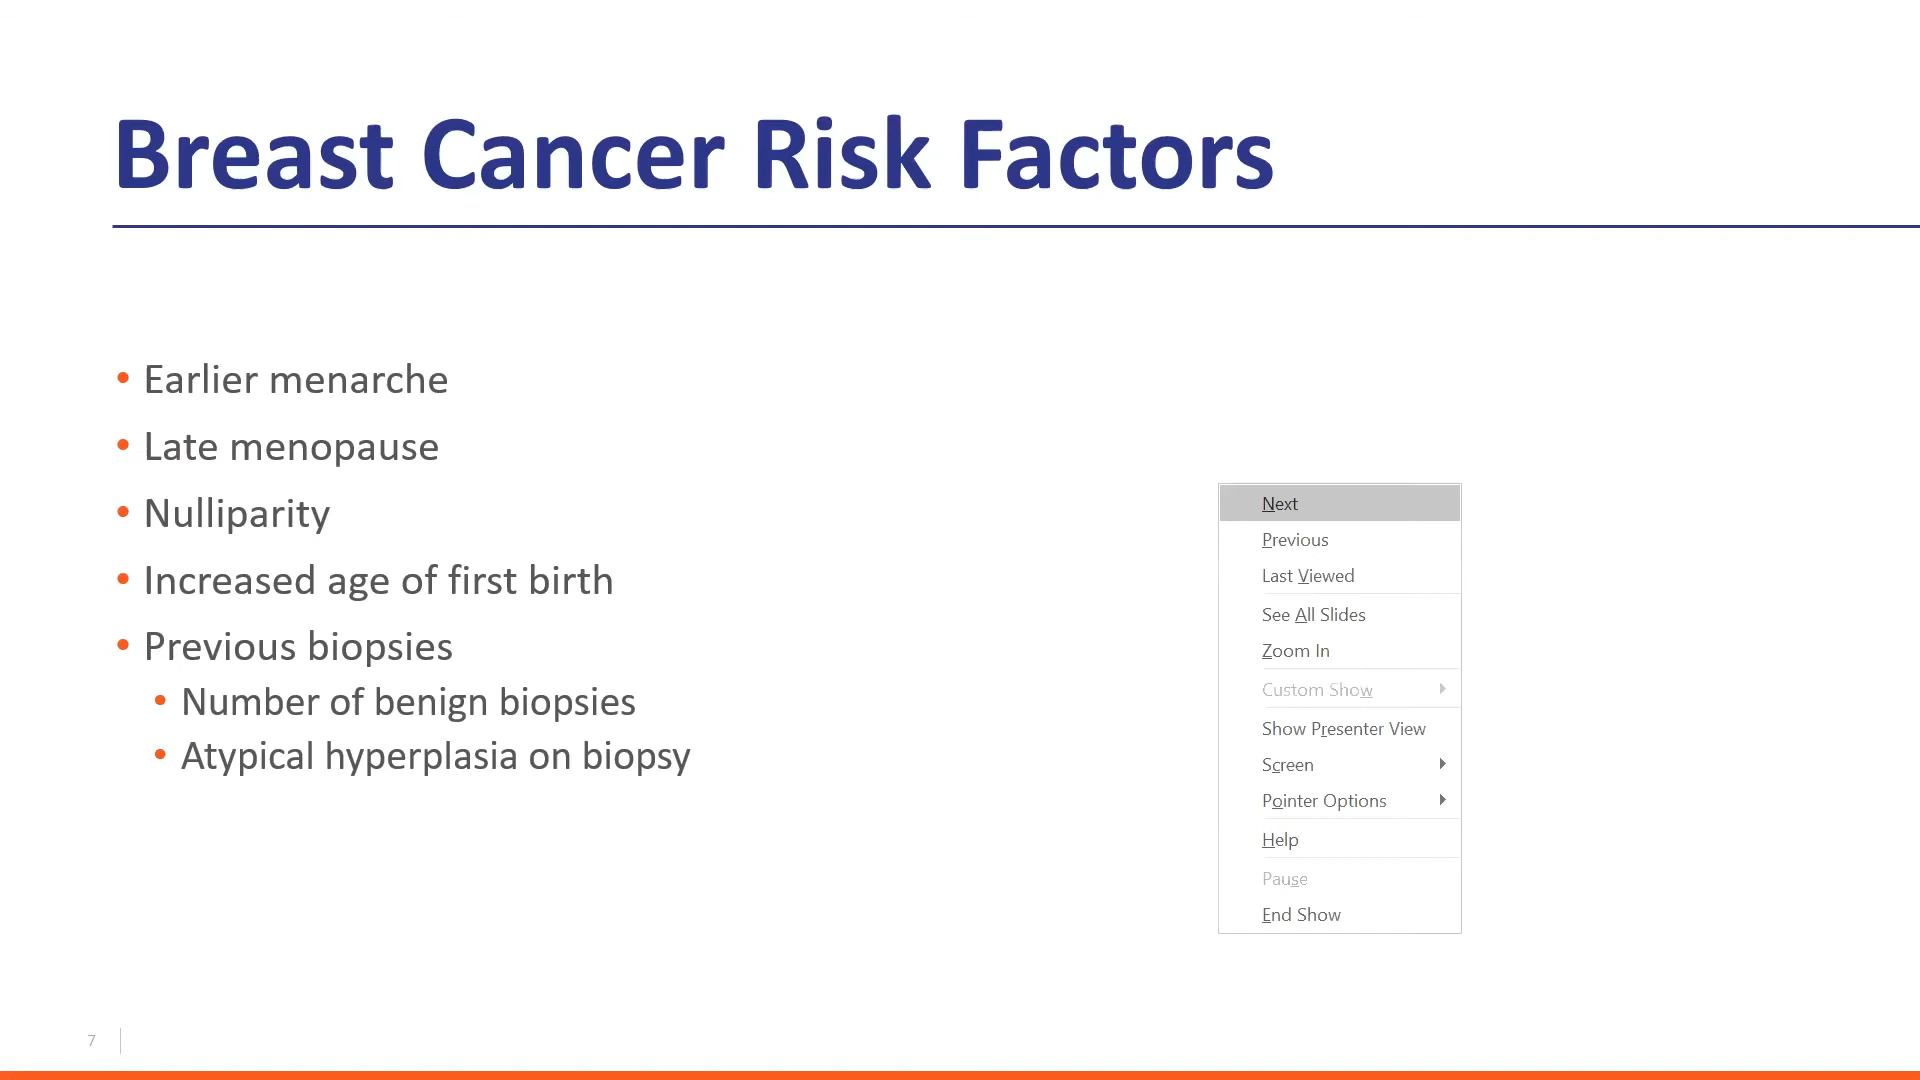 Breast Cancer Risk Factors
• Earlier menarche
• Late menopause
• Nulliparity
• Increased age of first birth
• Previous biopsies
• Number of benign biopsies
• Atypical hyperplasia on biopsy
Next
Previous
Last Viewed
See All Slides
Zoom In
Custom Show
Show Presenter View
Screen
Pointer Options
Help
Pause
End Show
7